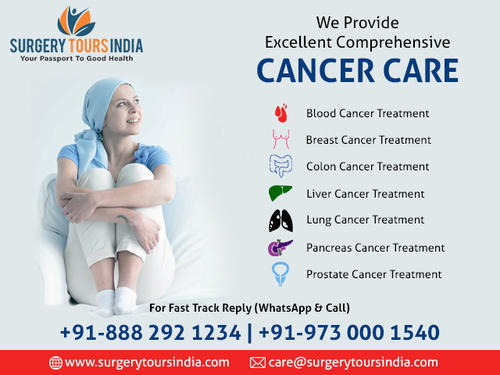 SURGERY TOURS INDIA
Your Passport To Good Health
We Provide
Excellent Comprehensive
CANCER CARE
Blood Cancer Treatment
Breast Cancer Treatment
Colon Cancer Treatment
Liver Cancer Treatment
Lung Cancer Treatment
Pancreas Cancer Treatment
Prostate Cancer Treatment
For Fast Track Reply (WhatsApp & Call)
+91-888 292 1234 | +91-973 000 1540
www.surgerytoursindia.com care@surgerytoursindia.com